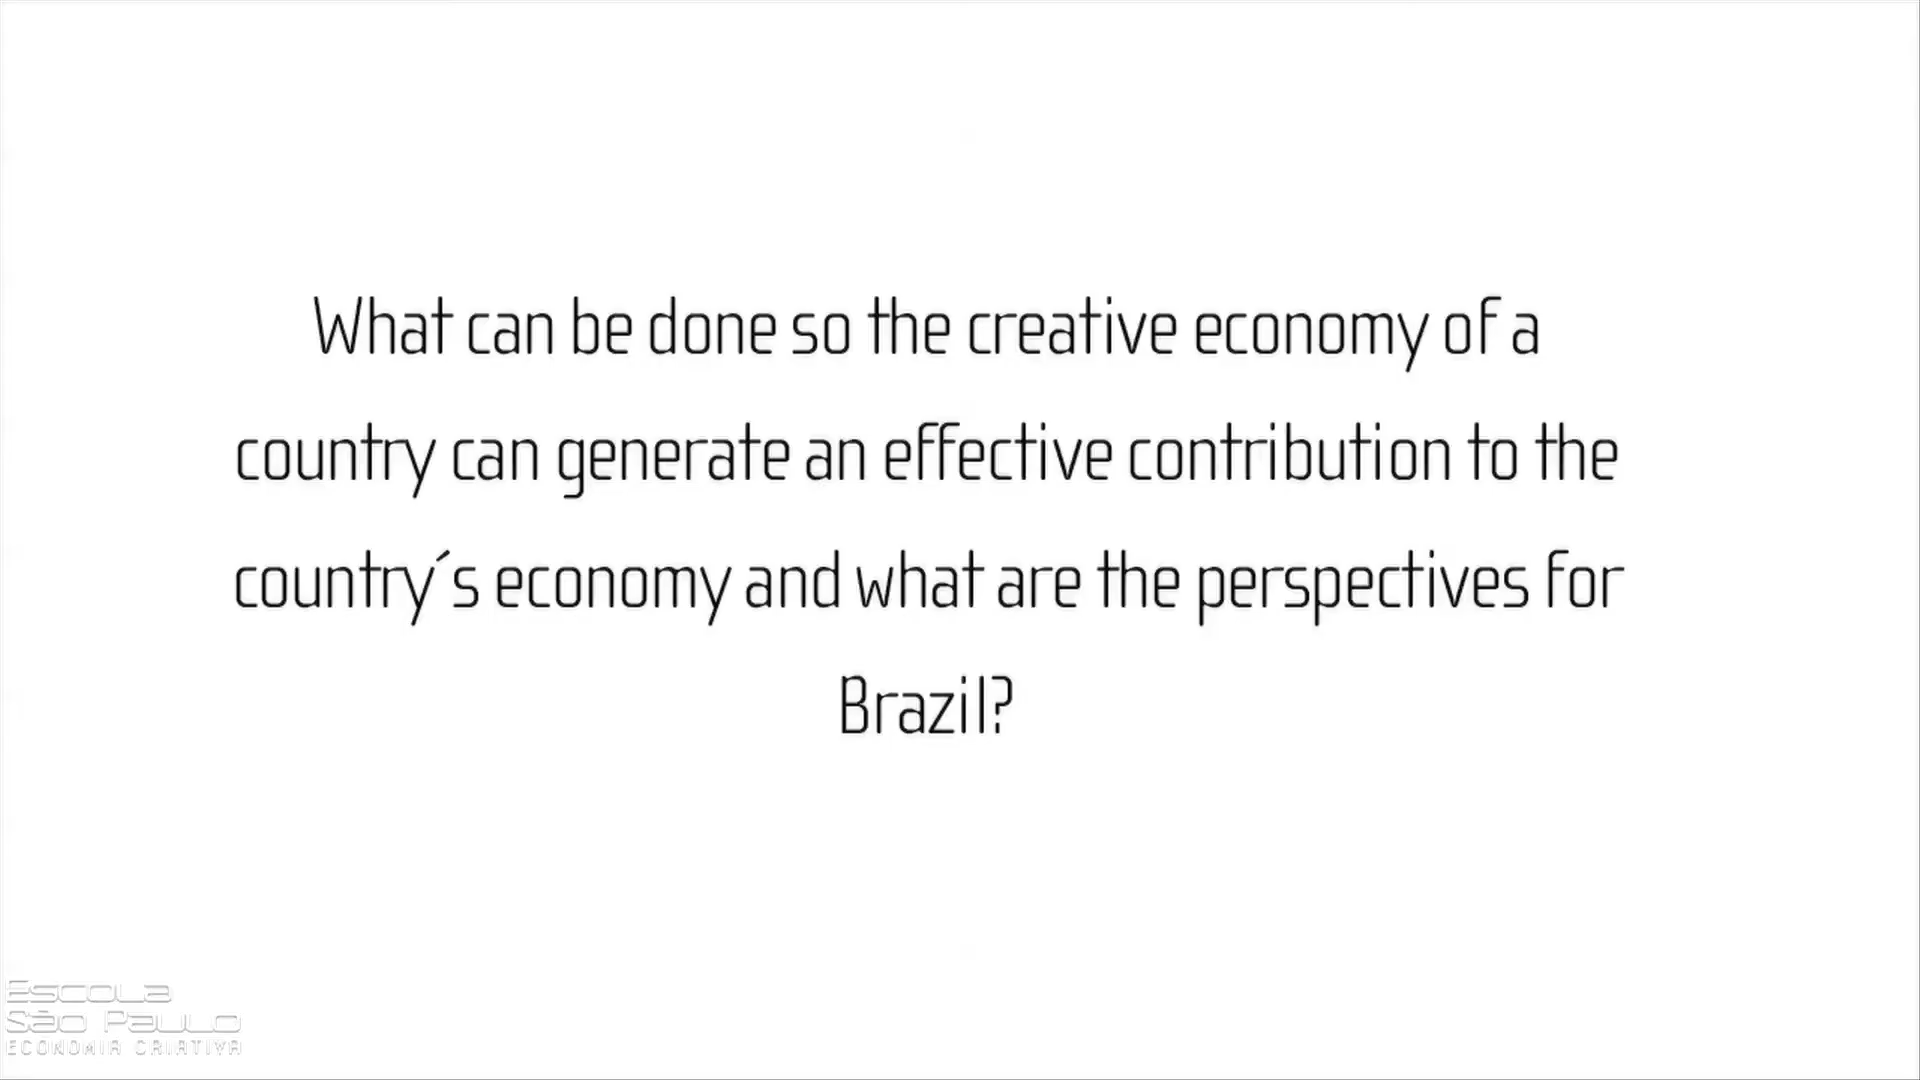 What can be done so the creative economy of a
country can generate an effective contribution to the
country´s economy and what are the perspectives for
Brazil?
Escola
São Paulo
ECONOMIA CRIATIVA